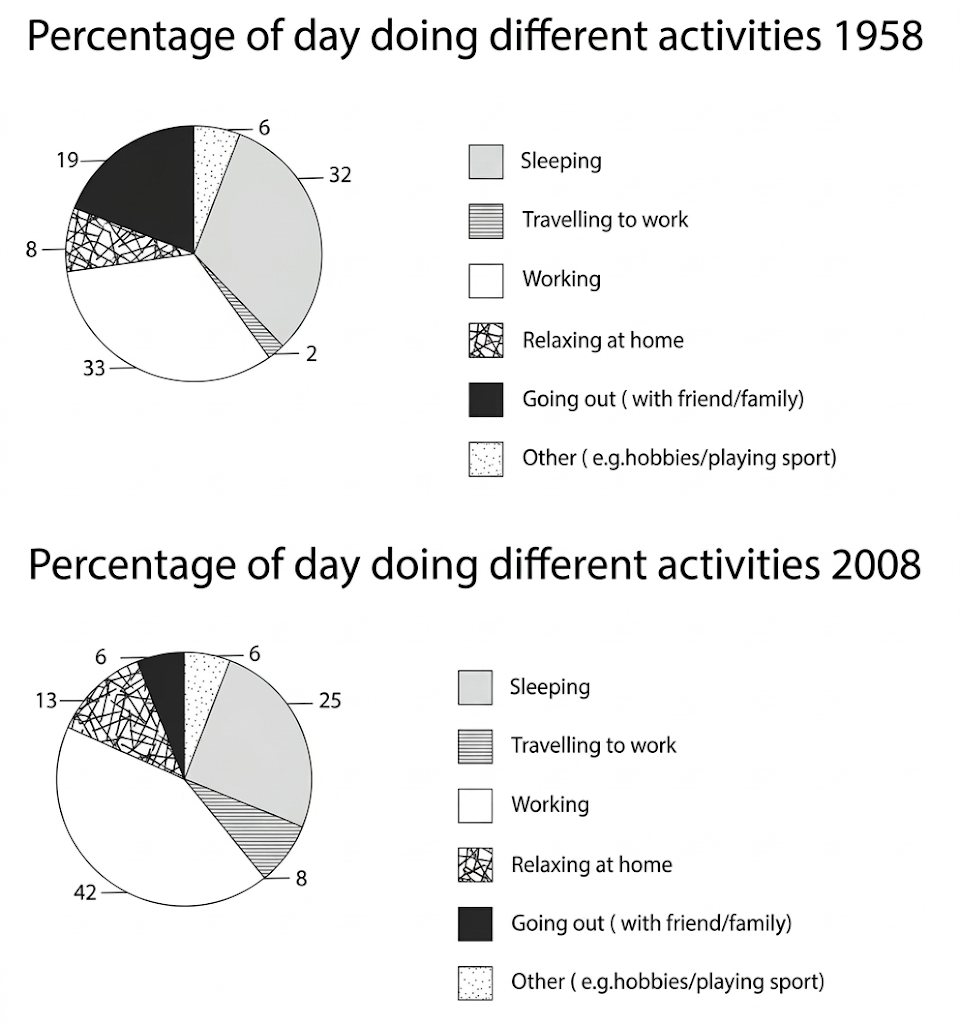 Percentage of day doing different activities 1958
6
19
32
8
2
33
Sleeping
Travelling to work
Working
Relaxing at home
Going out ( with friend/family)
Other ( e.g.hobbies/playing sport)
Percentage of day doing different activities 2008
6
6
13
25
8
42
Sleeping
Travelling to work
Working
Relaxing at home
Going out ( with friend/family)
Other ( e.g.hobbies/playing sport)